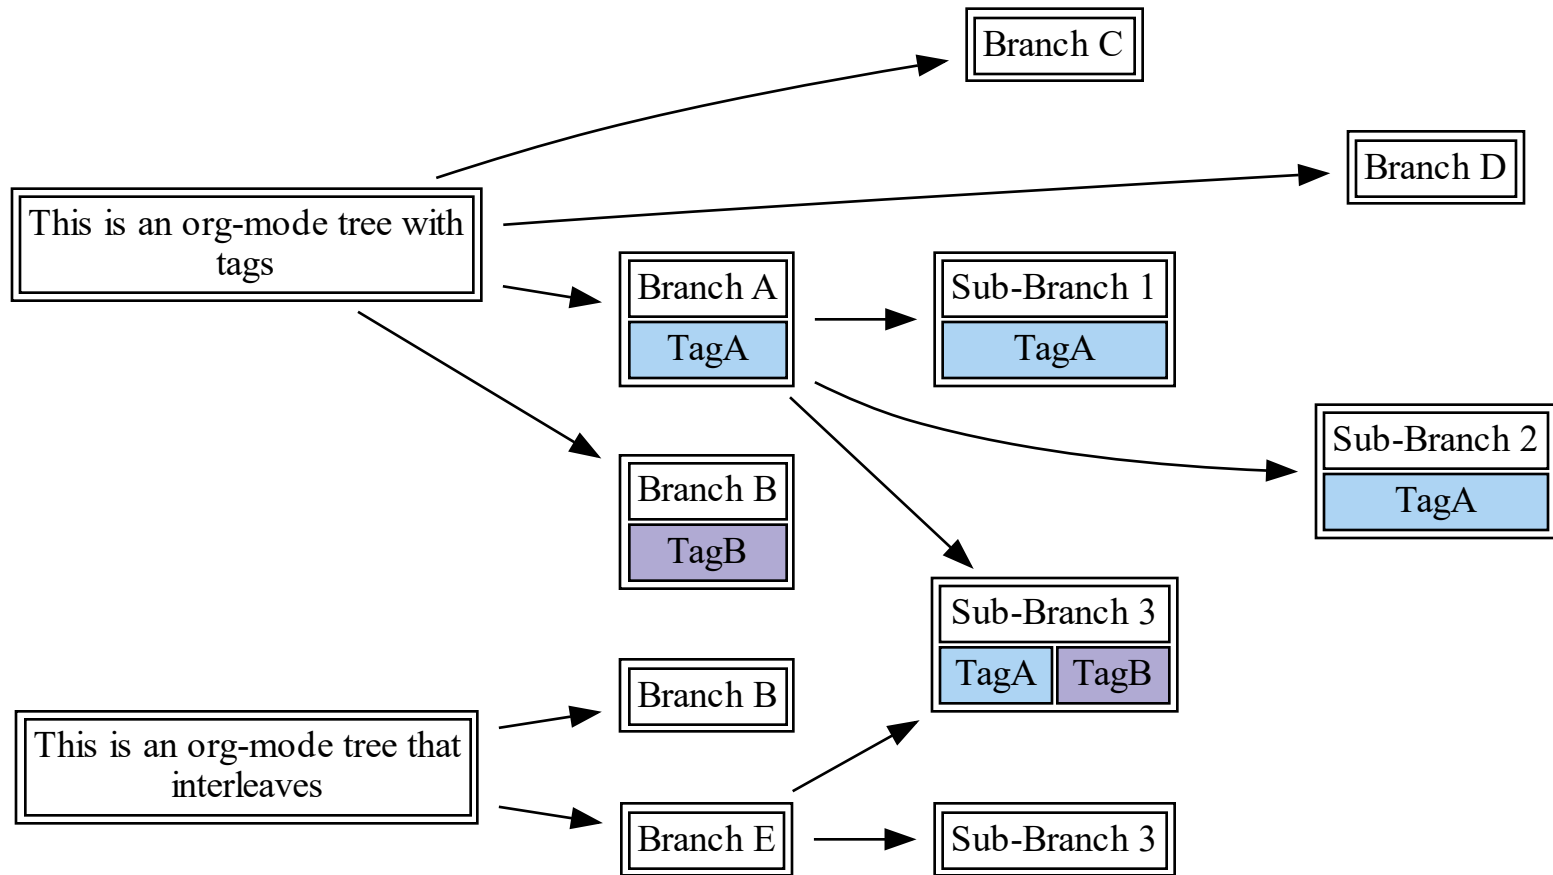 Branch C
Branch D
This is an org-mode tree with
tags
Branch A
TagA
Sub-Branch 1
TagA
Sub-Branch 2
TagA
Branch B
TagB
Sub-Branch 3
TagA TagB
Branch B
This is an org-mode tree that
interleaves
Branch E
Sub-Branch 3